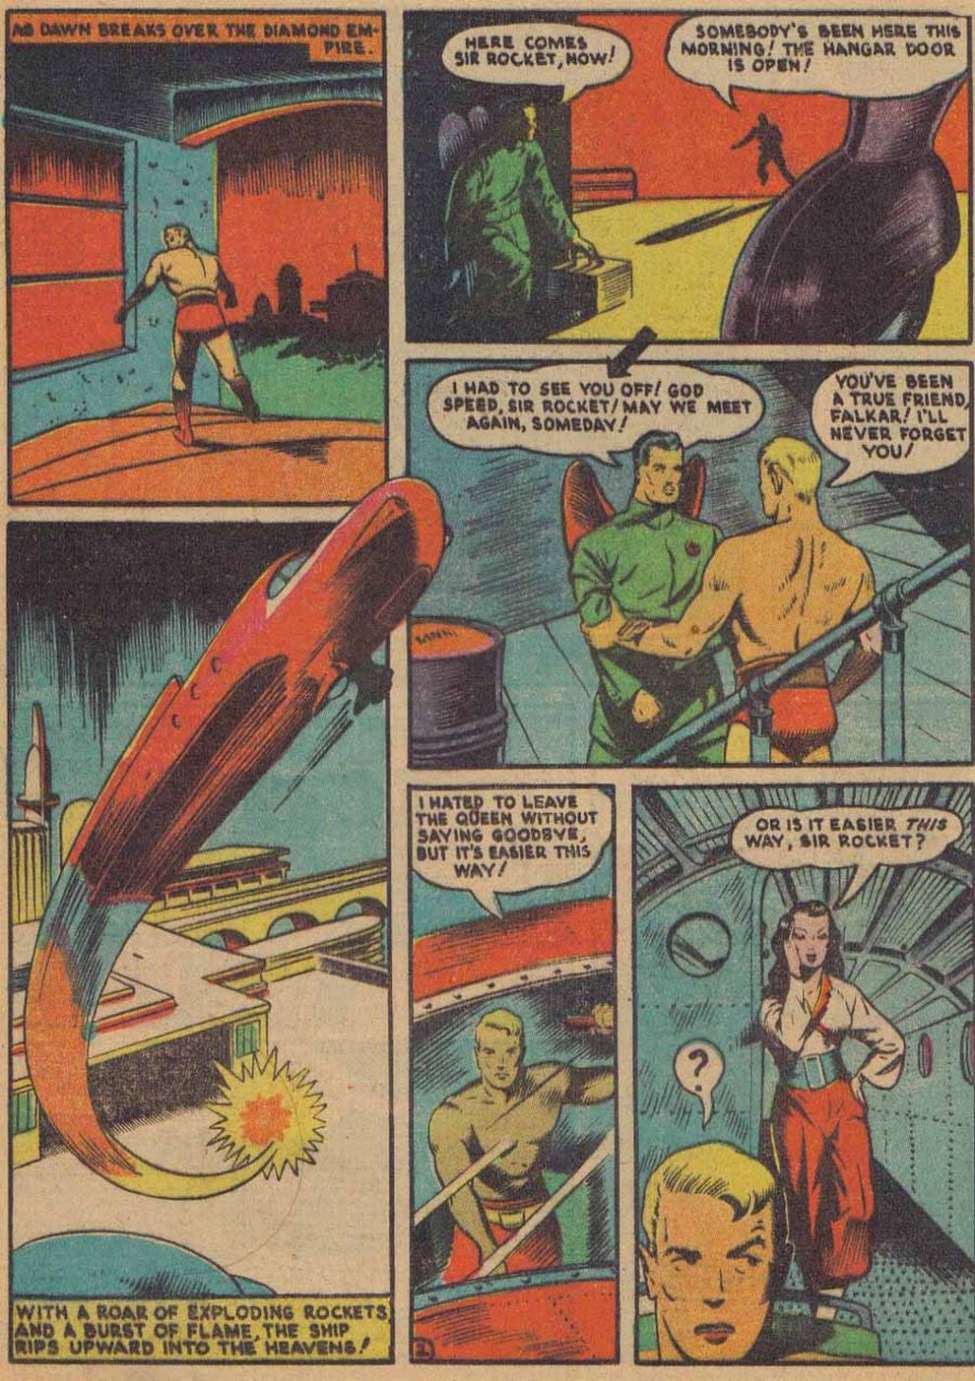 AS DAWN BREAKS OVER THE DIAMOND EM-
PIRE.
HERE COMES
SIR ROCKET, NOW!
SOMEBODY'S BEEN HERE THIS
MORNING! THE HANGAR DOOR
IS OPEN!
I HAD TO SEE YOU OFF! GOD
SPEED, SIR ROCKET! MAY WE MEET
AGAIN, SOMEDAY!
YOU'VE BEEN
A TRUE FRIEND,
FALKAR! I'LL
NEVER FORGET
YOU!
WITH A ROAR OF EXPLODING ROCKETS
AND A BURST OF FLAME, THE SHIP
RIPS UPWARD INTO THE HEAVENS!
I HATED TO LEAVE
THE QUEEN WITHOUT
SAYING GOODBYE,
BUT IT'S EASIER THIS
WAY!
2
OR IS IT EASIER THIS
WAY, SIR ROCKET?
?